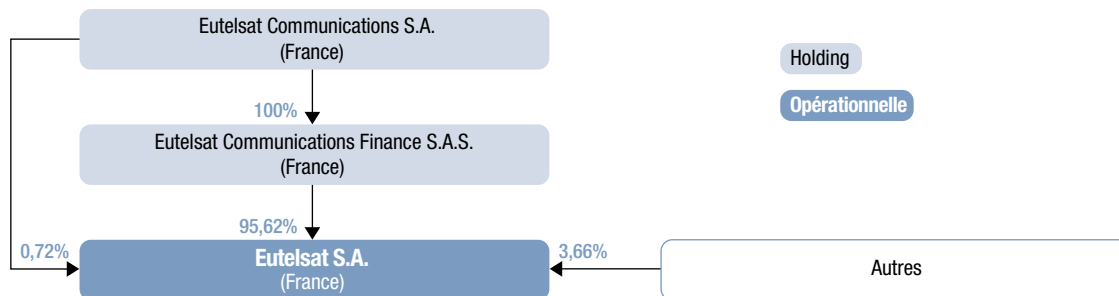 Eutelsat Communications S.A.
(France)
Holding
Opérationnelle
100%
Eutelsat Communications Finance S.A.S.
(France)
95,62%
0,72%
Eutelsat S.A.
(France)
3,66%
Autres